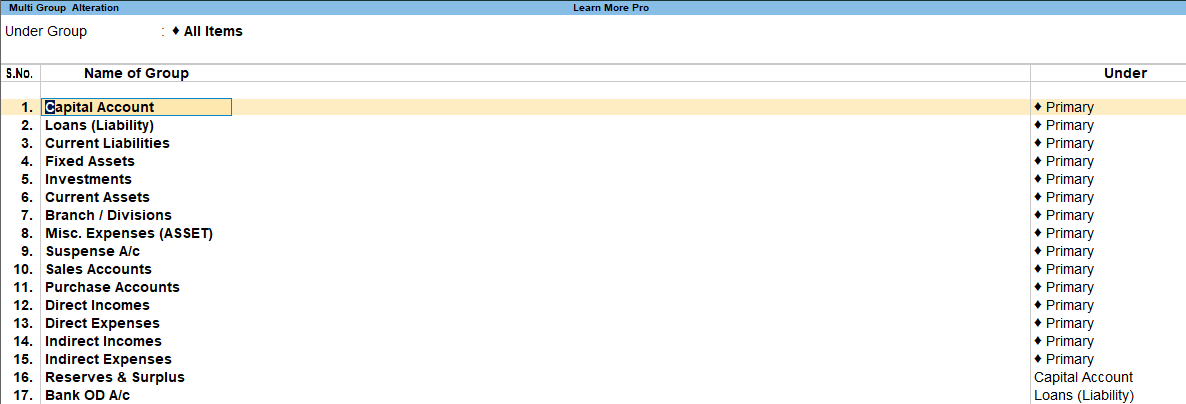 Multi Group Alteration Learn More Pro
Under Group : ♦ All Items
S.No. Name of Group Under
1. Capital Account ♦ Primary
2. Loans (Liability) ♦ Primary
3. Current Liabilities ♦ Primary
4. Fixed Assets ♦ Primary
5. Investments ♦ Primary
6. Current Assets ♦ Primary
7. Branch / Divisions ♦ Primary
8. Misc. Expenses (ASSET) ♦ Primary
9. Suspense A/c ♦ Primary
10. Sales Accounts ♦ Primary
11. Purchase Accounts ♦ Primary
12. Direct Incomes ♦ Primary
13. Direct Expenses ♦ Primary
14. Indirect Incomes ♦ Primary
15. Indirect Expenses ♦ Primary
16. Reserves & Surplus Capital Account
17. Bank OD A/c Loans (Liability)